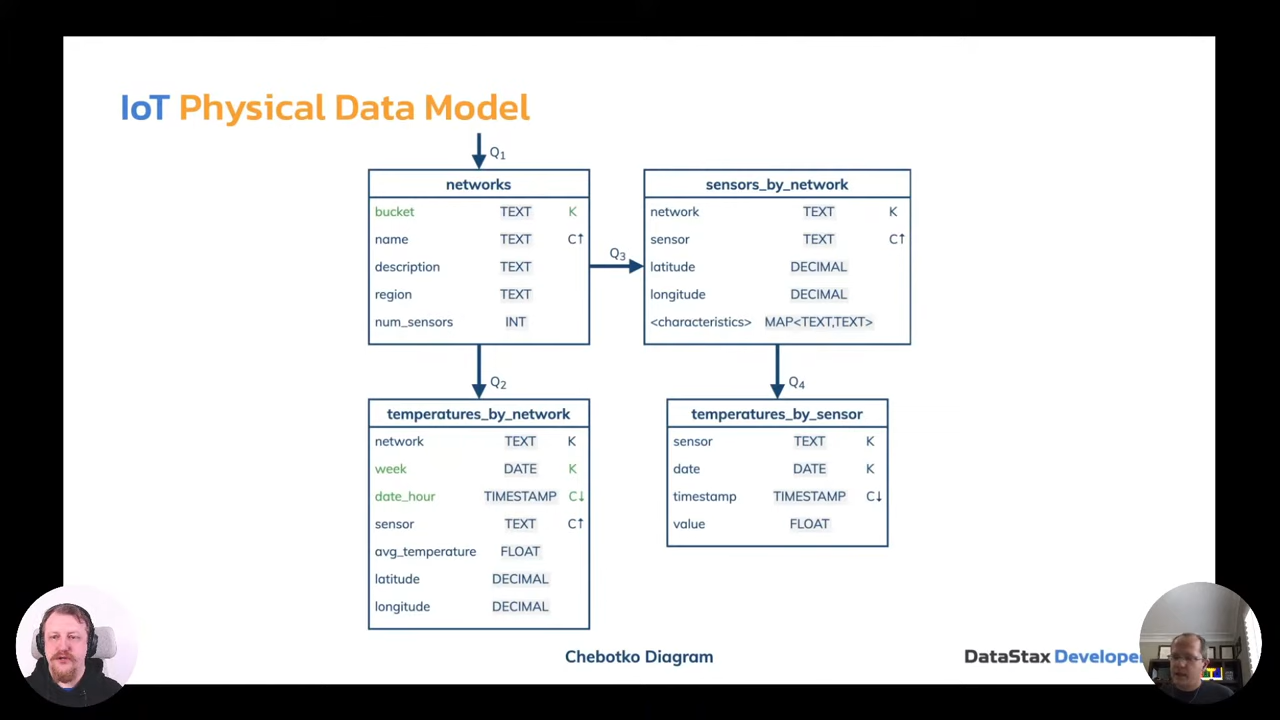 IoT Physical Data Model
Q1
networks
bucket TEXT K
name TEXT C↑
description TEXT
region TEXT
num_sensors INT
Q3
sensors_by_network
network TEXT K
sensor TEXT C↑
latitude DECIMAL
longitude DECIMAL
<characteristics> MAP<TEXT,TEXT>
Q2
temperatures_by_network
network TEXT K
week DATE K
date_hour TIMESTAMP C↓
sensor TEXT C↑
avg_temperature FLOAT
latitude DECIMAL
longitude DECIMAL
Q4
temperatures_by_sensor
sensor TEXT K
date DATE K
timestamp TIMESTAMP C↓
value FLOAT
Chebotko Diagram
DataStax Developer